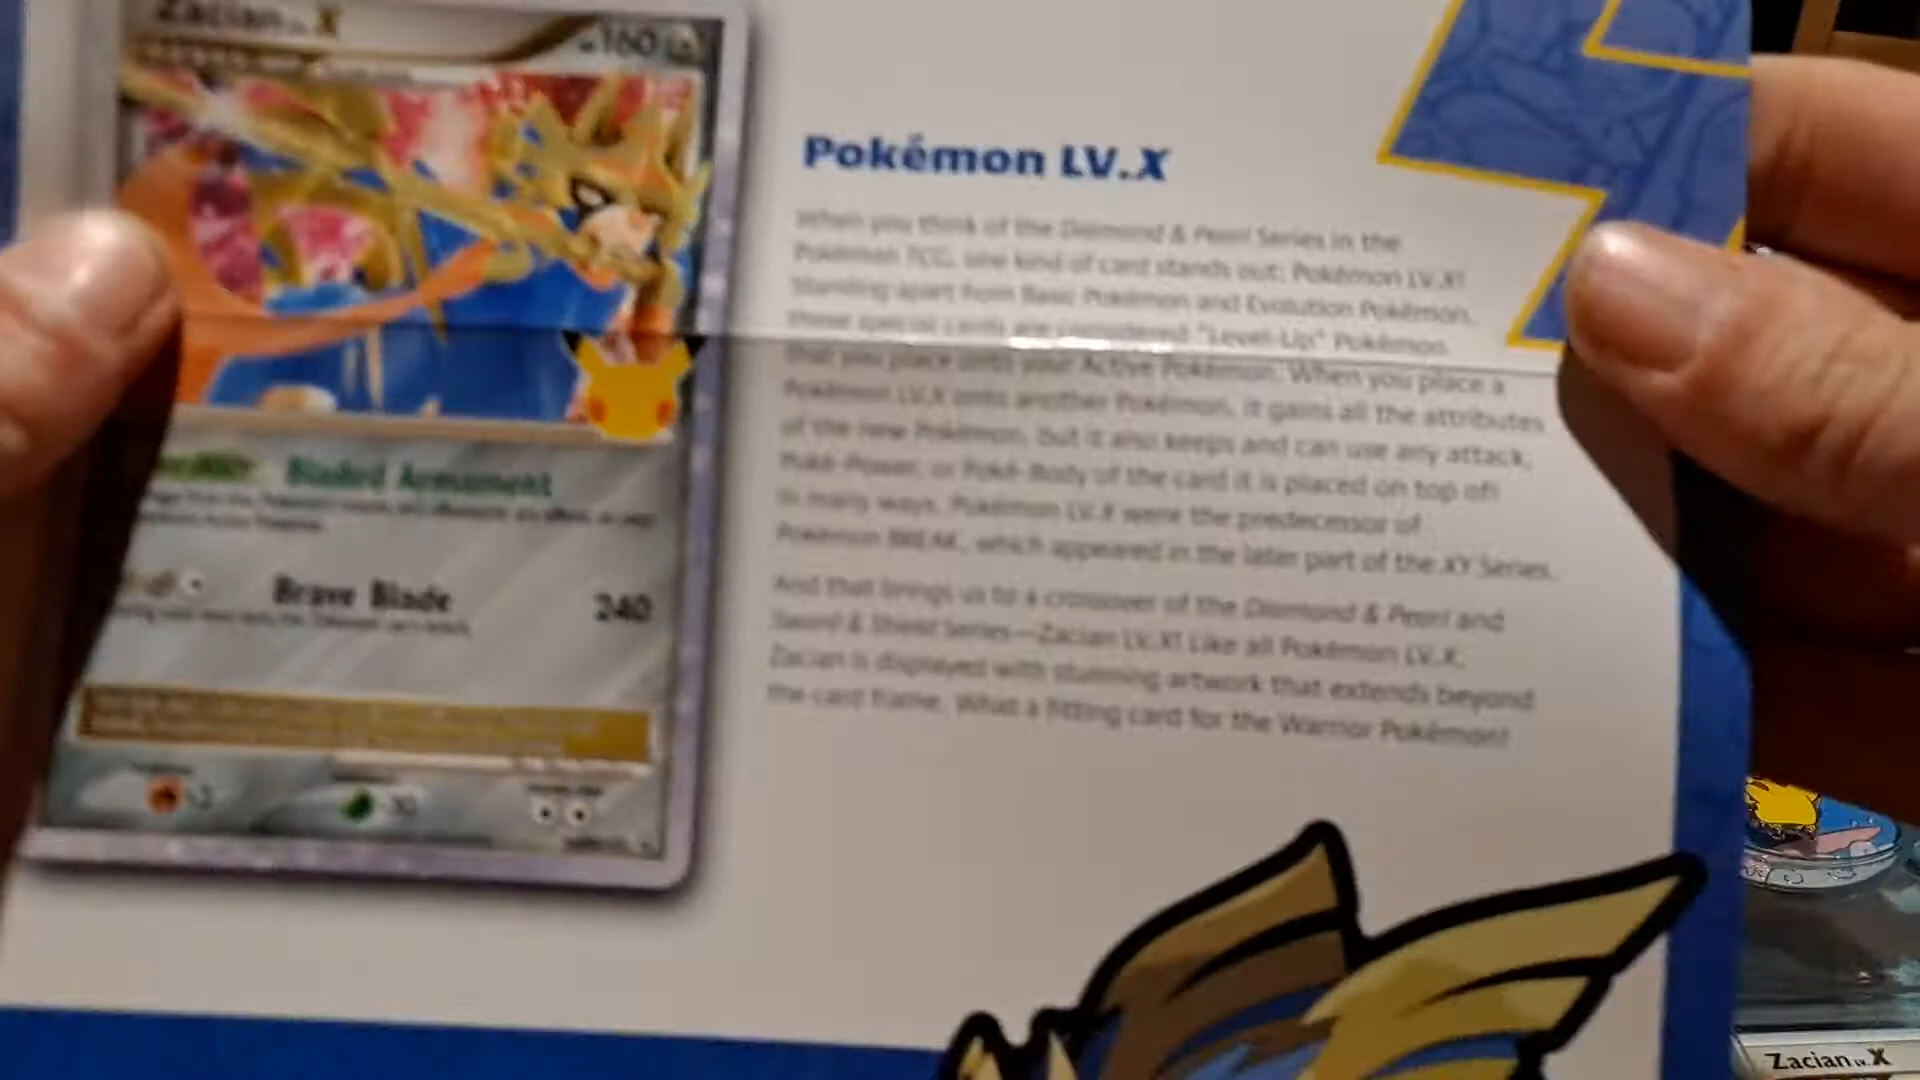 Zacian LV.X
160
Pokémon LV.X
When you think of the Diamond & Pearl Series in the
Pokémon TCG, one kind of card stands out: Pokémon LV.X!
Standing apart from Basic Pokémon and Evolution Pokémon,
these special cards are considered "Level-Up" Pokémon
that you place onto your Active Pokémon. When you place a
Pokémon LV.X onto another Pokémon, it gains all the attributes
of the new Pokémon, but it also keeps and can use any attack,
Poké-Power, or Poké-Body of the card it is placed on top of!
In many ways, Pokémon LV.X were the predecessor of
Pokémon BREAK, which appeared in the later part of the XY Series.
And that brings us to a crossover of the Diamond & Pearl and
Sword & Shield Series—Zacian LV.X! Like all Pokémon LV.X,
Zacian is displayed with stunning artwork that extends beyond
the card frame. What a fitting card for the Warrior Pokémon!
Bladed Armament
Brave Blade 240
Zacian LV.X